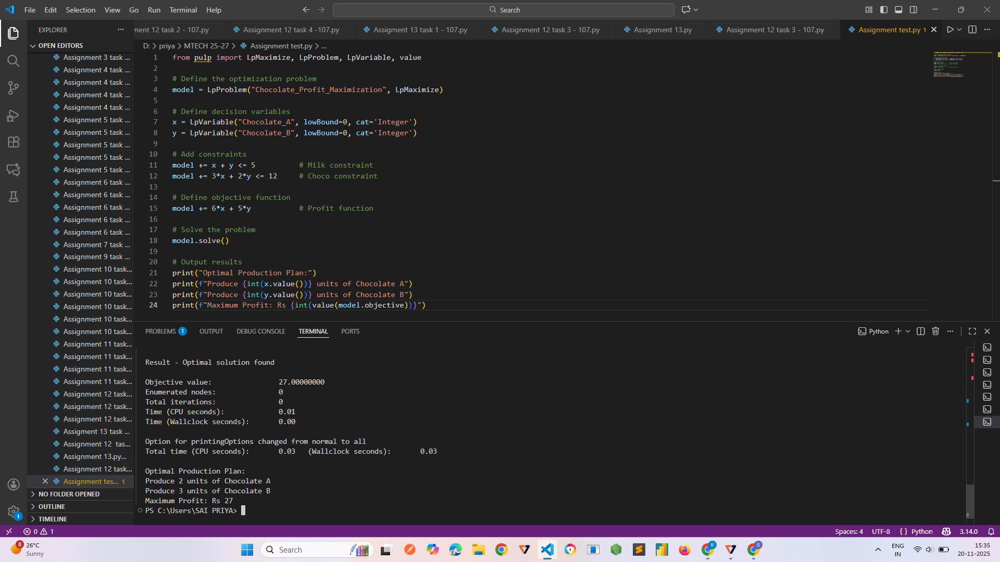 File Edit Selection View Go Run Terminal Help
Search
EXPLORER
ment 12 task 2 - 107.py
Assignment 12 task 4 -107.py
Assigment 13 task 1 - 107.py
Assignment 12 task 3 - 107.py
Assignment 13.py
Assignment 12 task 3 - 107.py
Assignment test.py 1
OPEN EDITORS
D: > priya > MTECH 25-27 > Assignment test.py > ...
Assignment 3 task ...
Assignment 4 task ...
Assignment 4 task ...
Assignment 4 task ...
Assignment 4 task ...
Assignment 5 task ...
Assignment 5 task ...
Assignment 5 task ...
Assignment 5 task ...
Assignment 5 task ...
Assignment 6 task ...
Assignment 6 task ...
Assignment 6 task ...
Assignment 6 task ...
Assignment 6 task ...
Assignment 7 task ...
Assignment 9 task ...
Assignment 10 task...
Assignment 10 task...
Assignment 10 task...
Assignment 10 task...
Assignment 10 task...
Assignment 10 task...
Assignment 11 task...
Assignment 11 task...
Assignment 11 task...
Assignment 11 task...
Assignment 12 task...
Assignment 12 task...
Assignment 12 task...
Assigment 13 task ...
Assignment 12  tas...
Assignment 13.py...
Assignment 12 task...
Assignment tes... 1
NO FOLDER OPENED
OUTLINE
TIMELINE
1 from pulp import LpMaximize, LpProblem, LpVariable, value
2
3 # Define the optimization problem
4 model = LpProblem("Chocolate_Profit_Maximization", LpMaximize)
5
6 # Define decision variables
7 x = LpVariable("Chocolate_A", lowBound=0, cat='Integer')
8 y = LpVariable("Chocolate_B", lowBound=0, cat='Integer')
9
10 # Add constraints
11 model += x + y <= 5          # Milk constraint
12 model += 3*x + 2*y <= 12     # Choco constraint
13
14 # Define objective function
15 model += 6*x + 5*y           # Profit function
16
17 # Solve the problem
18 model.solve()
19
20 # Output results
21 print("Optimal Production Plan:")
22 print(f"Produce {int(x.value())} units of Chocolate A")
23 print(f"Produce {int(y.value())} units of Chocolate B")
24 print(f"Maximum Profit: Rs {int(value(model.objective))}")
PROBLEMS 1 OUTPUT DEBUG CONSOLE TERMINAL PORTS
Python
Result - Optimal solution found
Objective value:                27.00000000
Enumerated nodes:               0
Total iterations:               0
Time (CPU seconds):             0.01
Time (Wallclock seconds):       0.00
Option for printingOptions changed from normal to all
Total time (CPU seconds):       0.03   (Wallclock seconds):       0.03
Optimal Production Plan:
Produce 2 units of Chocolate A
Produce 3 units of Chocolate B
Maximum Profit: Rs 27
PS C:\Users\SAI PRIYA>
1
0 1
Spaces: 4 UTF-8 { } Python 3.14.0
8
26°C
Sunny
Search
K
S
ENG
IN
15:35
20-11-2025